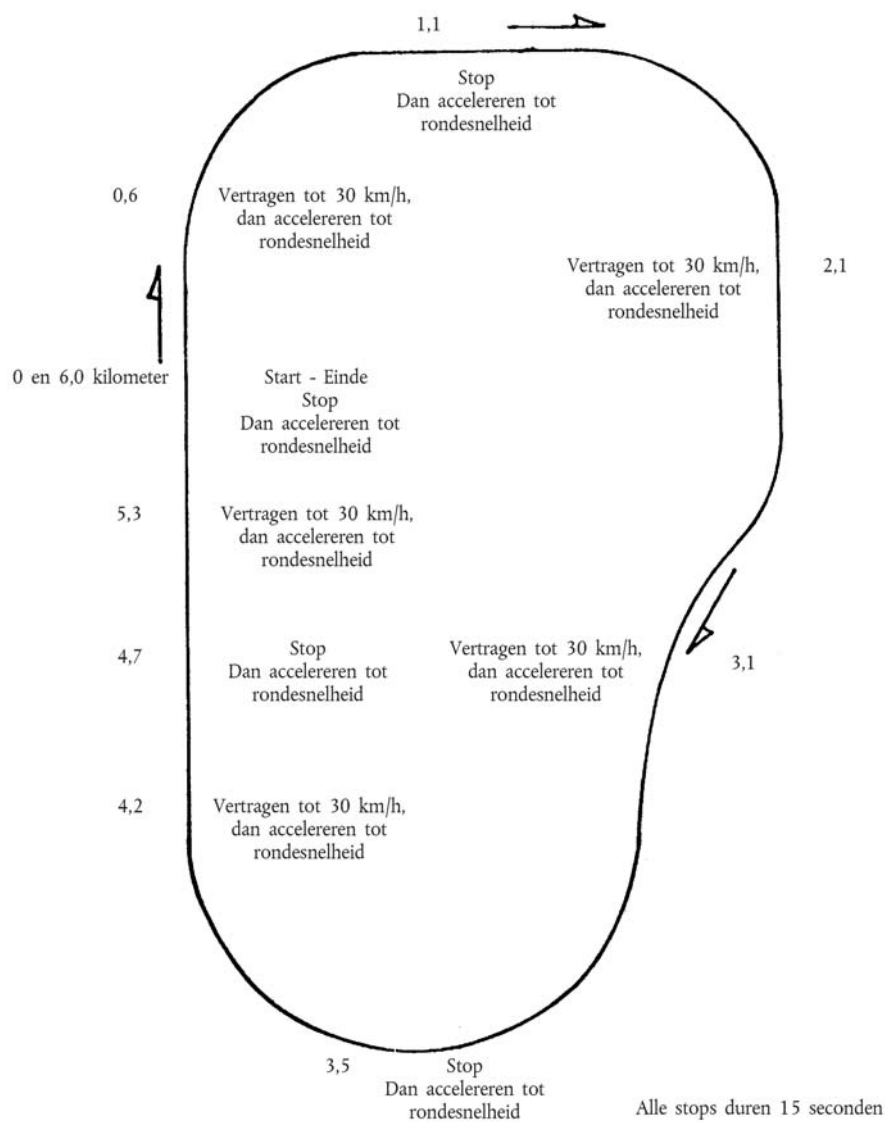 1,1
Stop
Dan accelereren tot
rondesnelheid
0,6
Vertragen tot 30 km/h,
dan accelereren tot
rondesnelheid
Vertragen tot 30 km/h,
dan accelereren tot
rondesnelheid
2,1
0 en 6,0 kilometer
Start - Einde
Stop
Dan accelereren tot
rondesnelheid
5,3
Vertragen tot 30 km/h,
dan accelereren tot
rondesnelheid
4,7
Stop
Dan accelereren tot
rondesnelheid
Vertragen tot 30 km/h,
dan accelereren tot
rondesnelheid
3,1
4,2
Vertragen tot 30 km/h,
dan accelereren tot
rondesnelheid
3,5
Stop
Dan accelereren tot
rondesnelheid
Alle stops duren 15 seconden